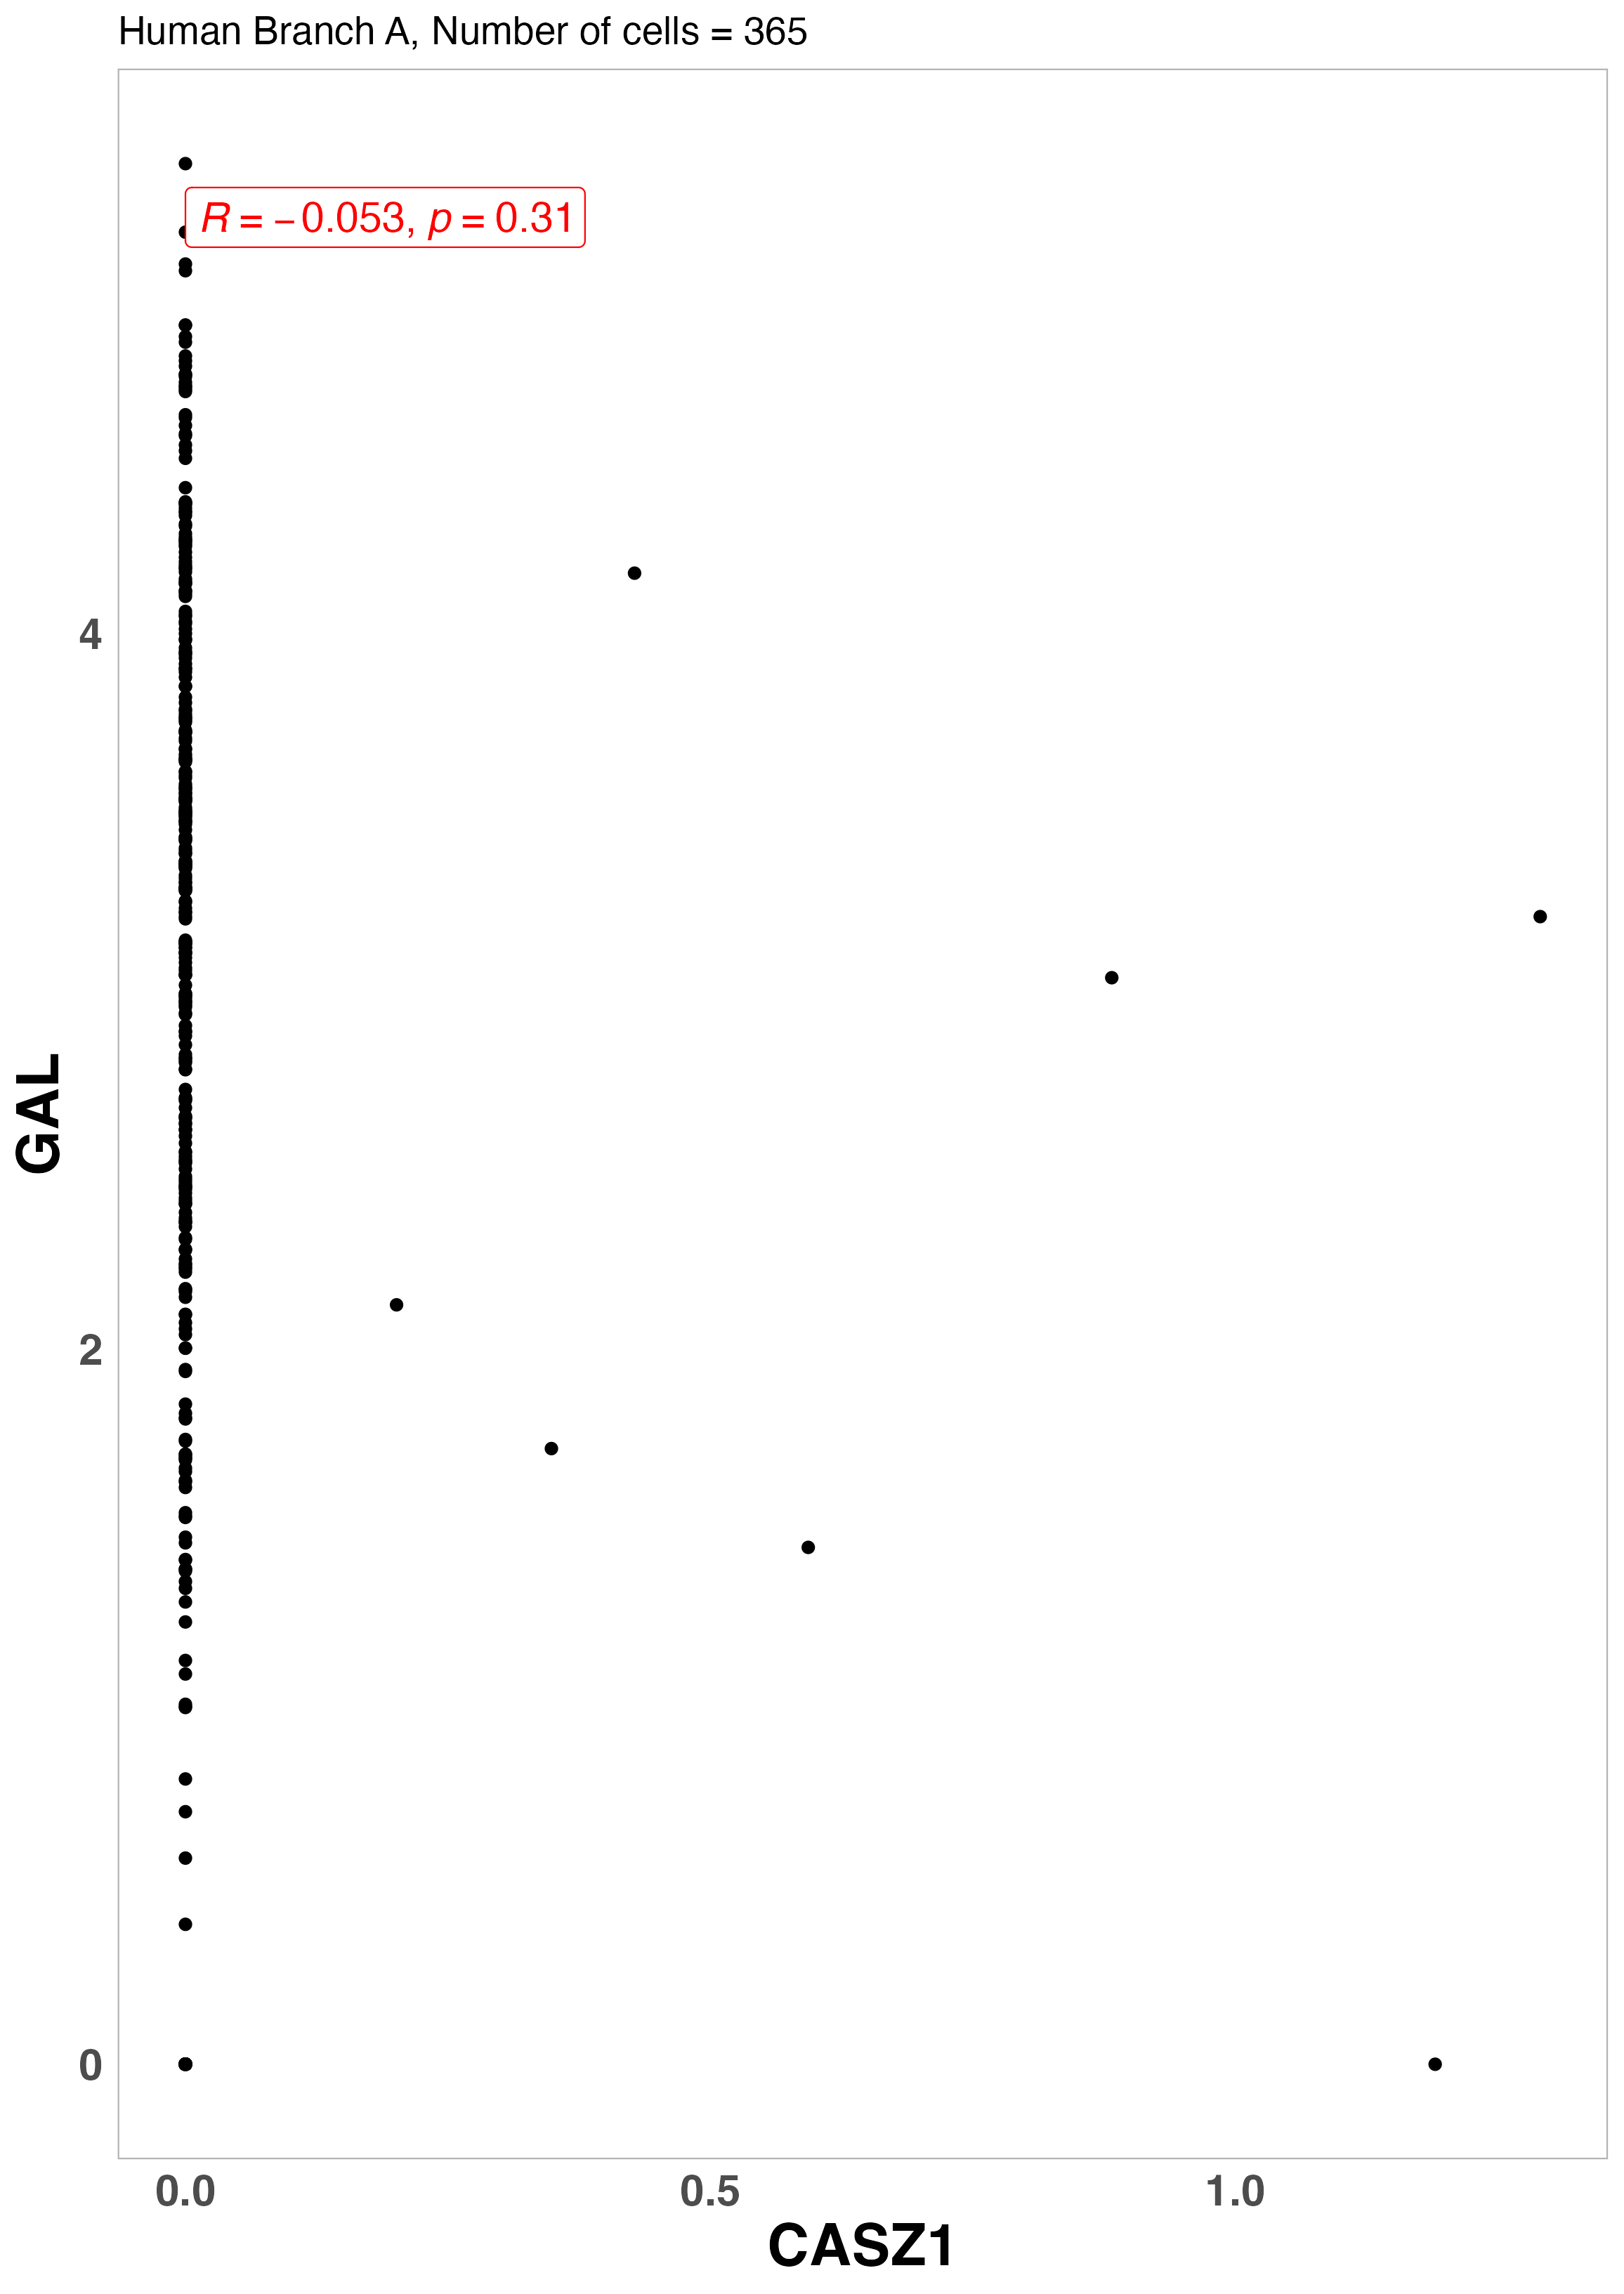 Human Branch A, Number of cells = 365
R = −0.053, p = 0.31
4
2
0
GAL
0.0 0.5 1.0
CASZ1